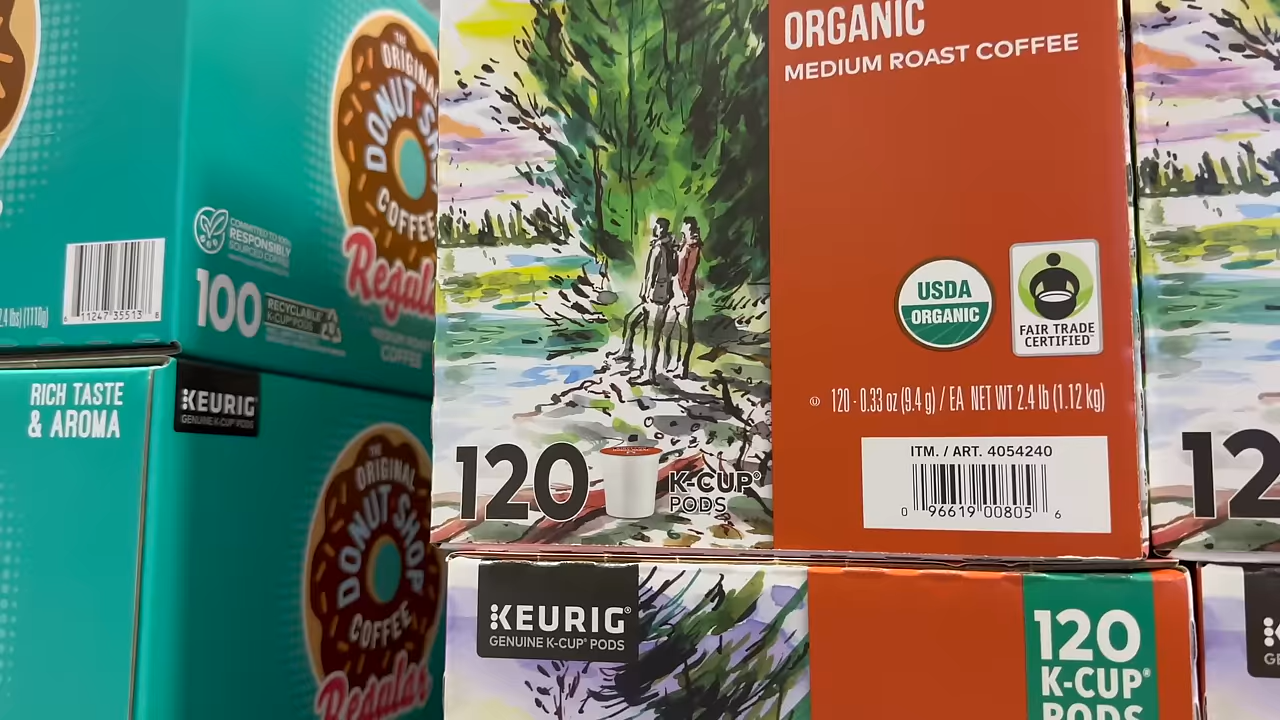 THE
ORIGINAL
DONUT SHOP
COFFEE
Regular
COMMITTED TO 100%
RESPONSIBLY
SOURCED COFFEE
100
RECYCLABLE
K-CUP® PODS
COFFEE
2.4 lbs) (1110g)
6 11247 35513 8
RICH TASTE
& AROMA
KEURIG
GENUINE K-CUP® PODS
THE
ORIGINAL
DONUT SHOP
COFFEE
Regular
ORGANIC
MEDIUM ROAST COFFEE
USDA
ORGANIC
FAIR TRADE
CERTIFIED™
U 120 - 0.33 oz (9.4 g) / EA NET WT 2.4 lb (1.12 kg)
ITM. / ART. 4054240
0 96619 00805 6
120
K-CUP®
PODS
KEURIG®
GENUINE K-CUP® PODS
120
K-CUP®
PODS
12